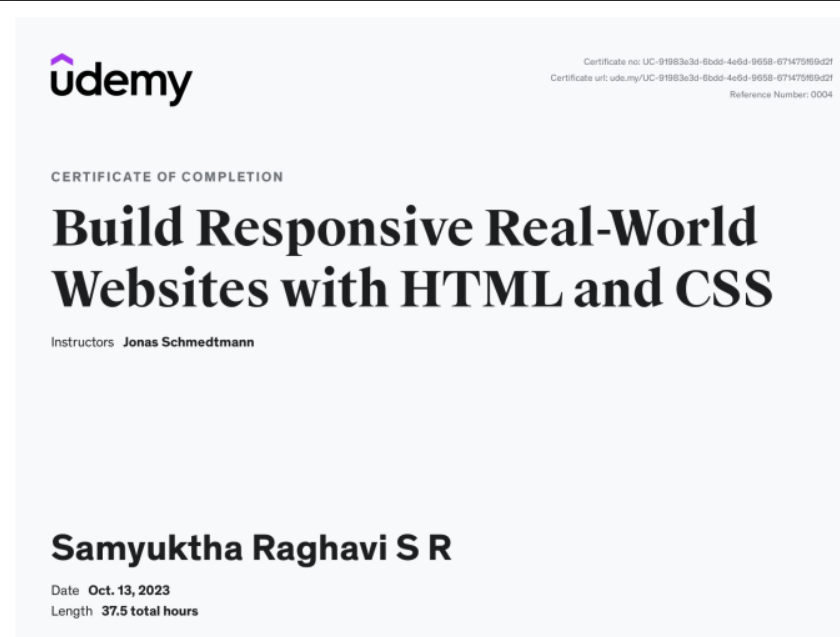 udemy
Certificate no: UC-91983e3d-6bdd-4e6d-9658-671475f69d2f
Certificate url: ude.my/UC-91983e3d-6bdd-4e6d-9658-671475f69d2f
Reference Number: 0004
CERTIFICATE OF COMPLETION
Build Responsive Real-World
Websites with HTML and CSS
Instructors Jonas Schmedtmann
Samyuktha Raghavi S R
Date Oct. 13, 2023
Length 37.5 total hours